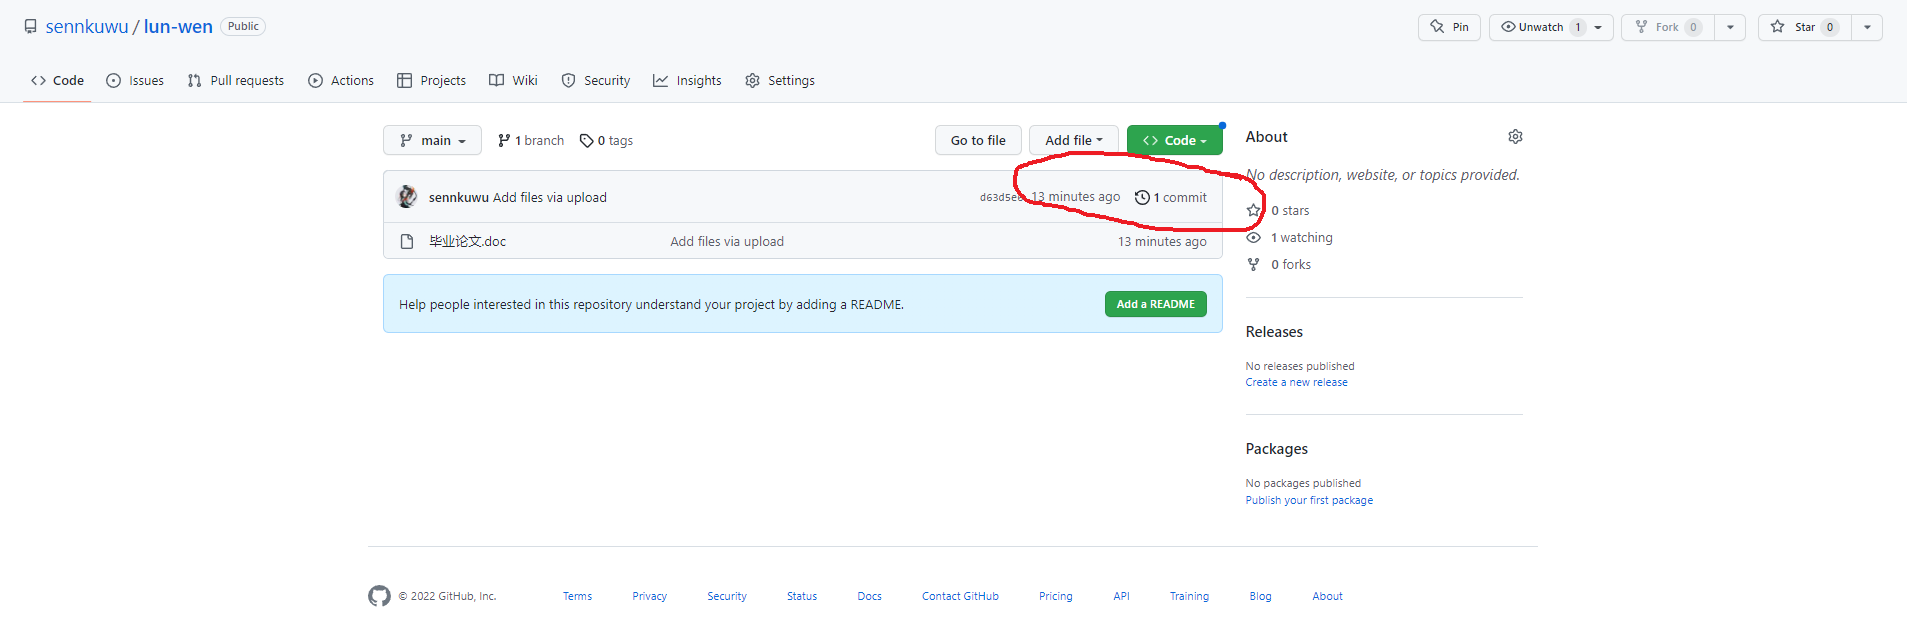 sennkuwu / lun-wen Public
Pin Unwatch 1 Fork 0 Star 0
Code Issues Pull requests Actions Projects Wiki Security Insights Settings
main 1 branch 0 tags Go to file Add file Code
sennkuwu Add files via upload 13 minutes ago 1 commit
毕业论文.doc Add files via upload 13 minutes ago
Help people interested in this repository understand your project by adding a README. Add a README
About
No description, website, or topics provided.
0 stars
1 watching
0 forks
Releases
No releases published
Create a new release
Packages
No packages published
Publish your first package
© 2022 GitHub, Inc. Terms Privacy Security Status Docs Contact GitHub Pricing API Training Blog About